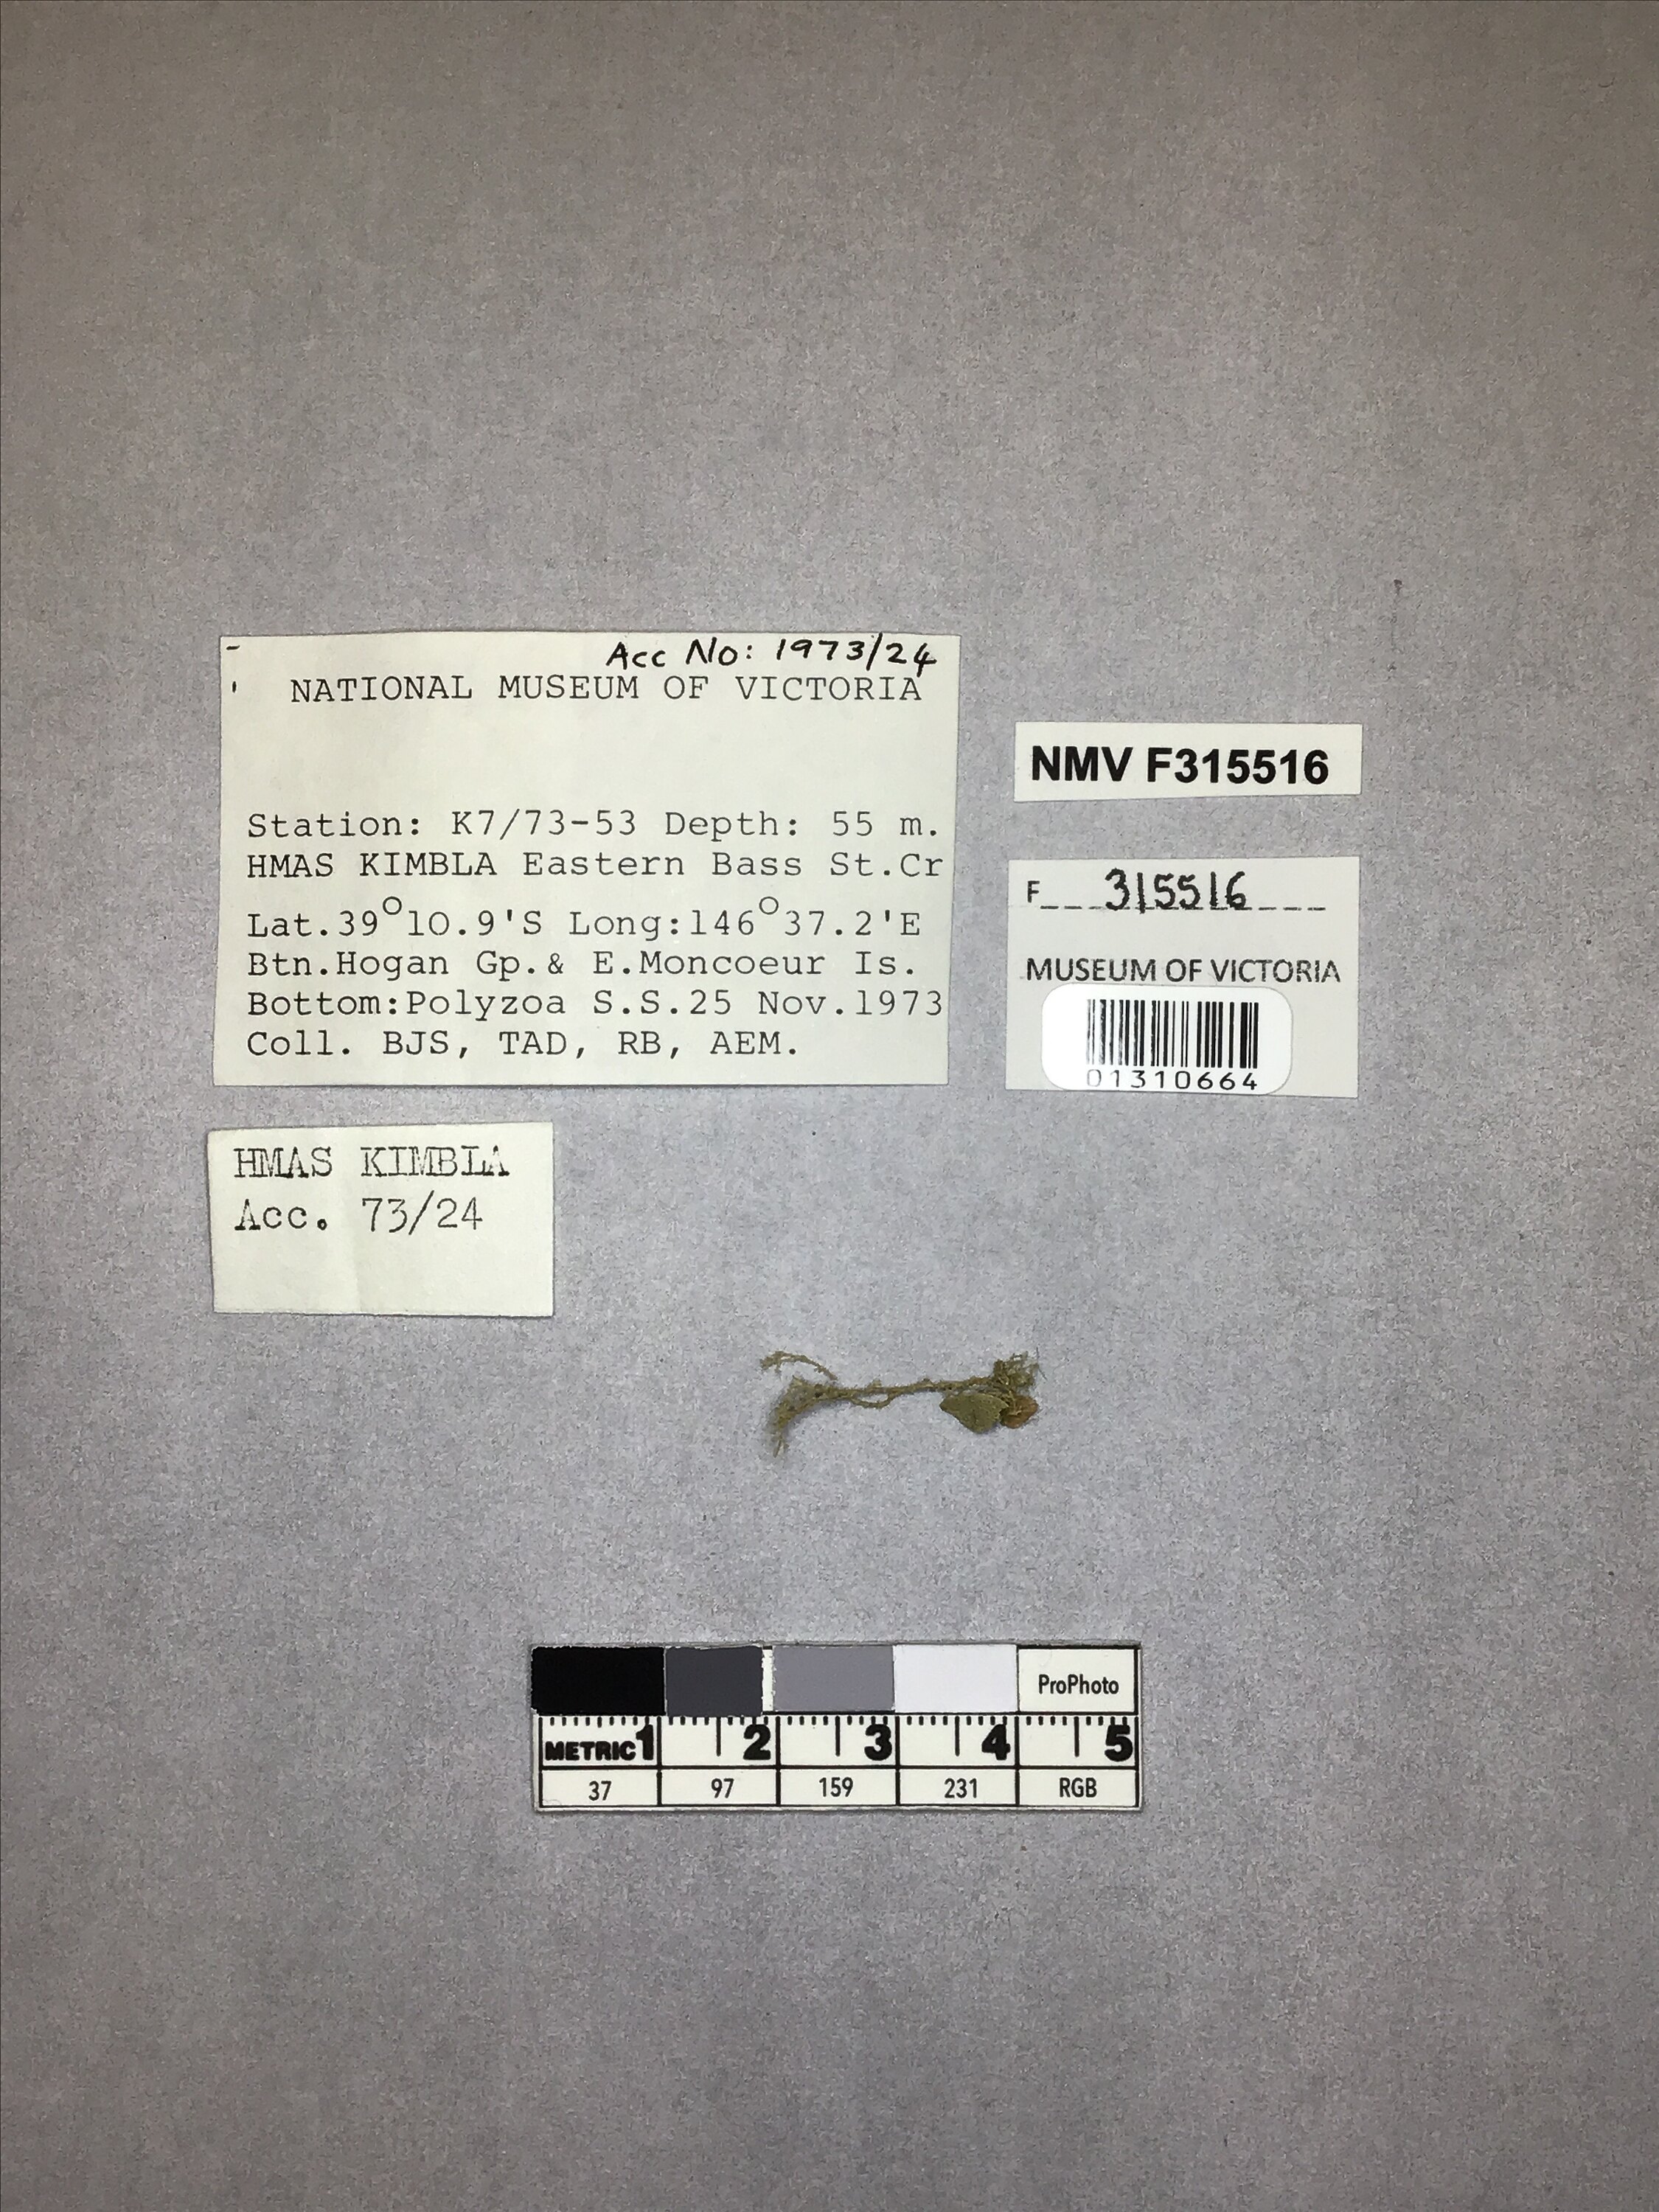 Acc No: 1973/24
NATIONAL MUSEUM OF VICTORIA
Station: K7/73-53 Depth: 55 m.
HMAS KIMBLA Eastern Bass St.Cr
Lat.39°10.9'S Long:146°37.2'E
Btn.Hogan Gp.& E.Moncoeur Is.
Bottom:Polyzoa S.S.25 Nov.1973
Coll. BJS, TAD, RB, AEM.
NMV F315516
F___315516___
MUSEUM OF VICTORIA
01310664
HMAS KIMBLA
Acc. 73/24
ProPhoto
METRIC 1 2 3 4 5
37 97 159 231 RGB